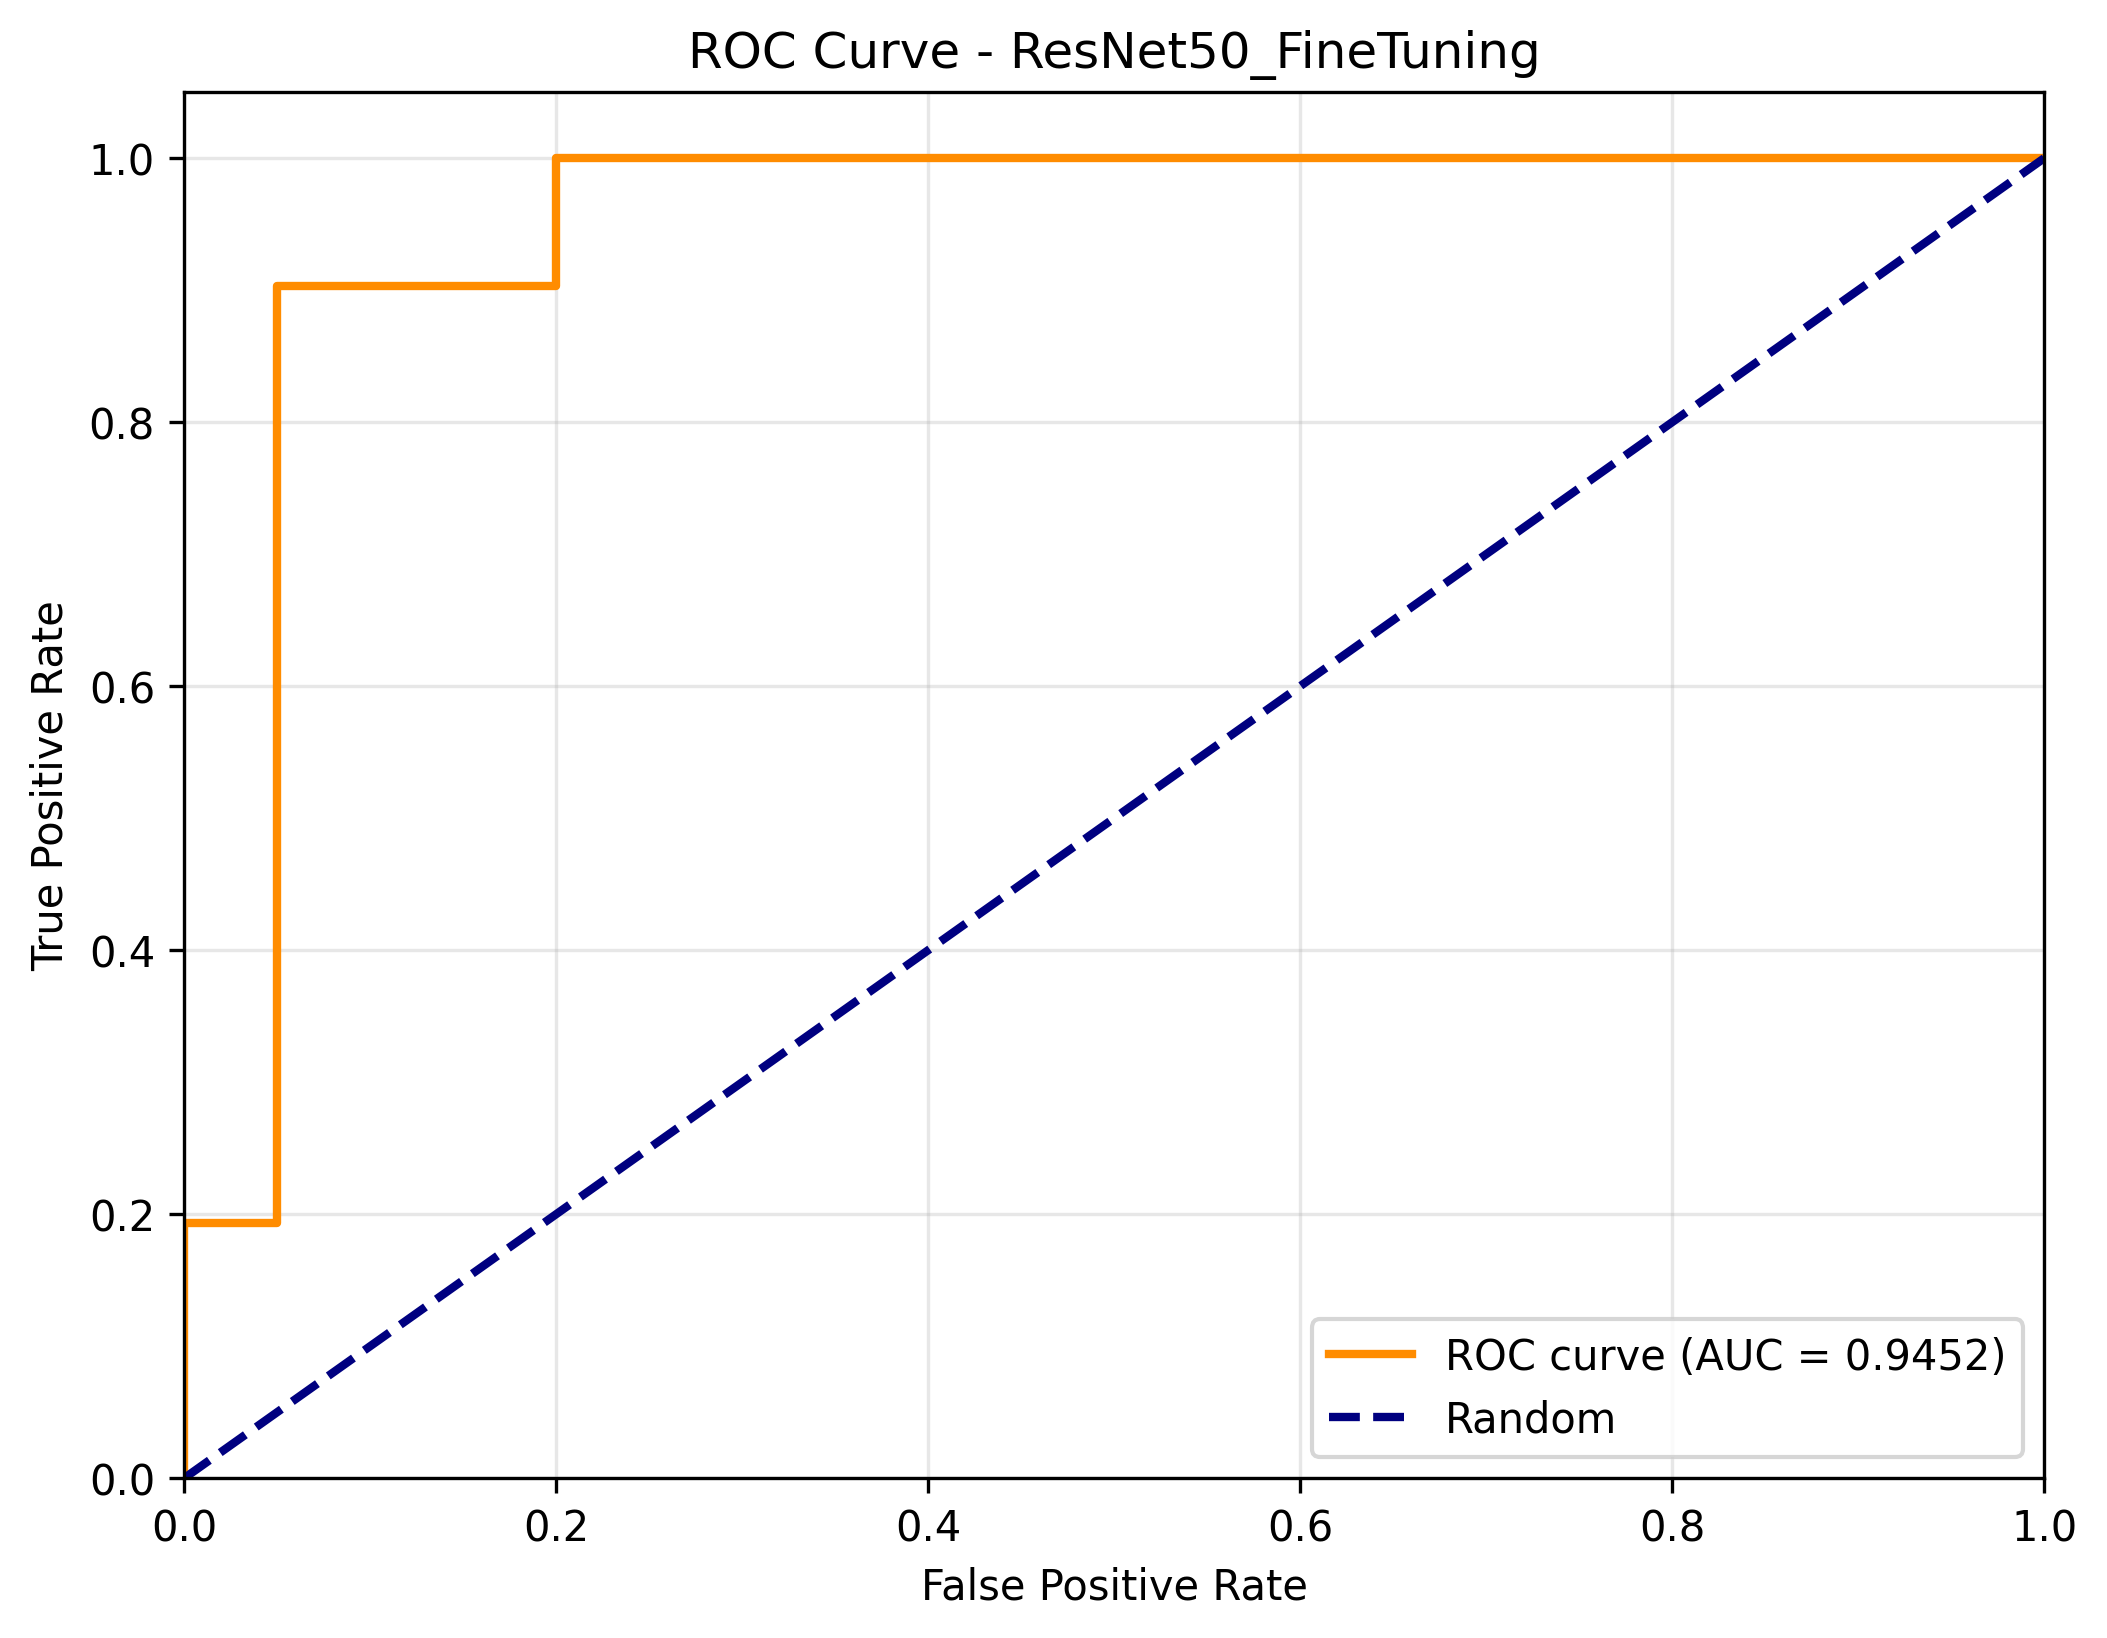 ROC Curve - ResNet50_FineTuning
1.0
0.8
0.6
0.4
0.2
0.0
True Positive Rate
0.0 0.2 0.4 0.6 0.8 1.0
False Positive Rate
ROC curve (AUC = 0.9452)
Random